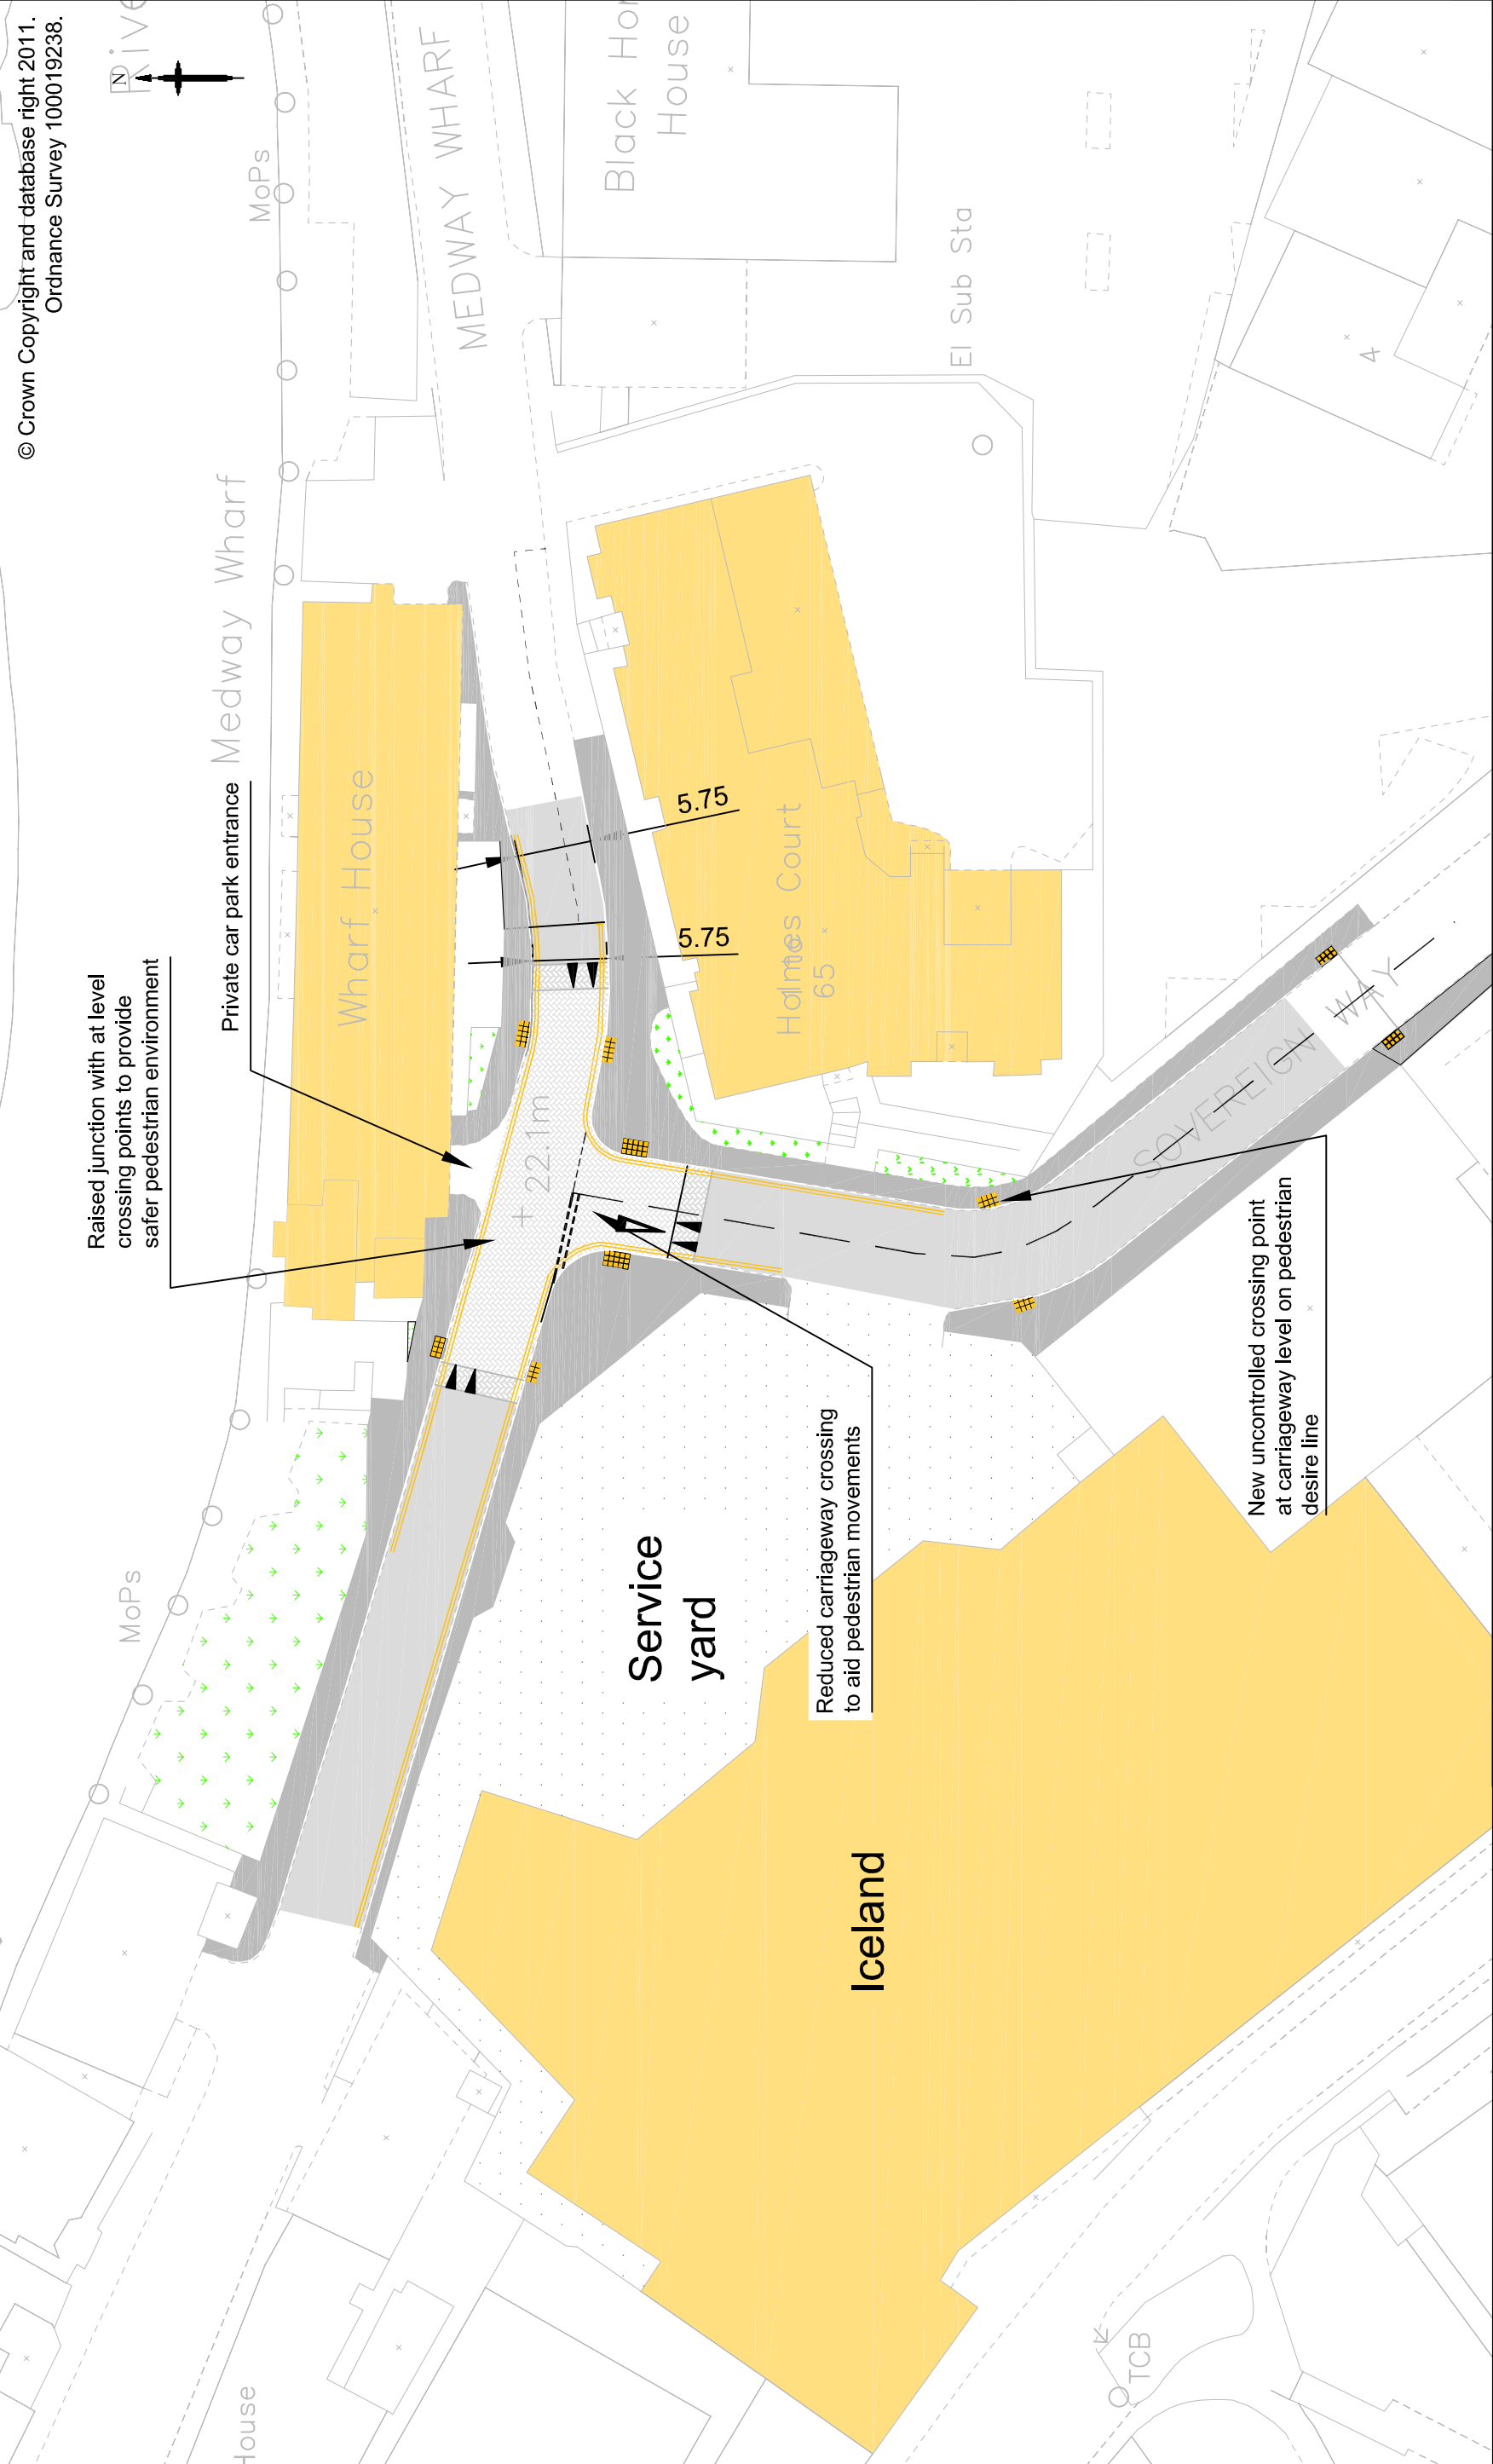 © Crown Copyright and database right 2011.
Ordnance Survey 100019238.
N
MoPs
MEDWAY WHARF
MEDWAY WHARF
House
El Sub Sta
4
Medway Wharf
Wharf House
Private car park entrance
Raised junction with at level
crossing points to provide
safer pedestrian environment
5.75
5.75
Court
65
22.1m
SOVEREIGN WAY
New uncontrolled crossing point
at carriageway level on pedestrian
desire line
Reduced carriageway crossing
to aid pedestrian movements
MoPs
Service
yard
Iceland
TCB
House